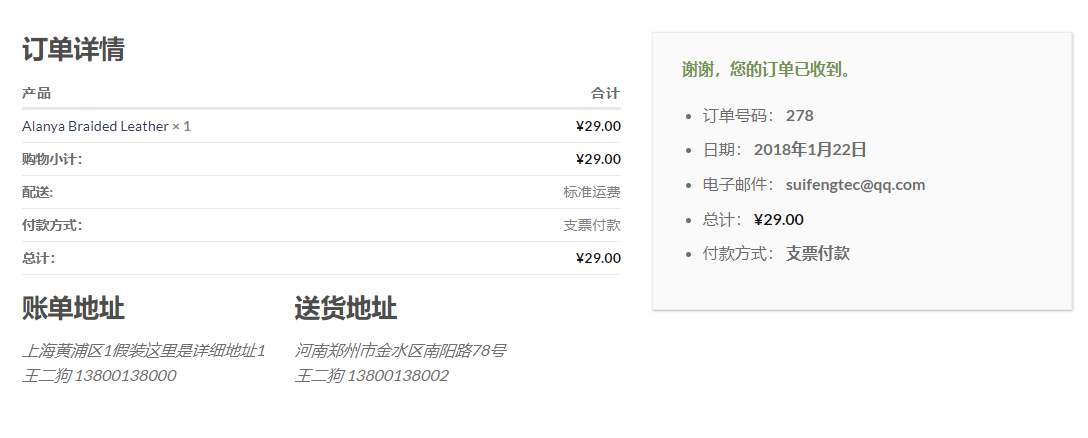 订单详情
产品 合计
Alanya Braided Leather × 1 ¥29.00
购物小计: ¥29.00
配送: 标准运费
付款方式: 支票付款
总计: ¥29.00
账单地址
上海黄浦区1假装这里是详细地址1
王二狗 13800138000
送货地址
河南郑州市金水区南阳路78号
王二狗 13800138002
谢谢，您的订单已收到。
订单号码： 278
日期： 2018年1月22日
电子邮件： suifengtec@qq.com
总计： ¥29.00
付款方式： 支票付款